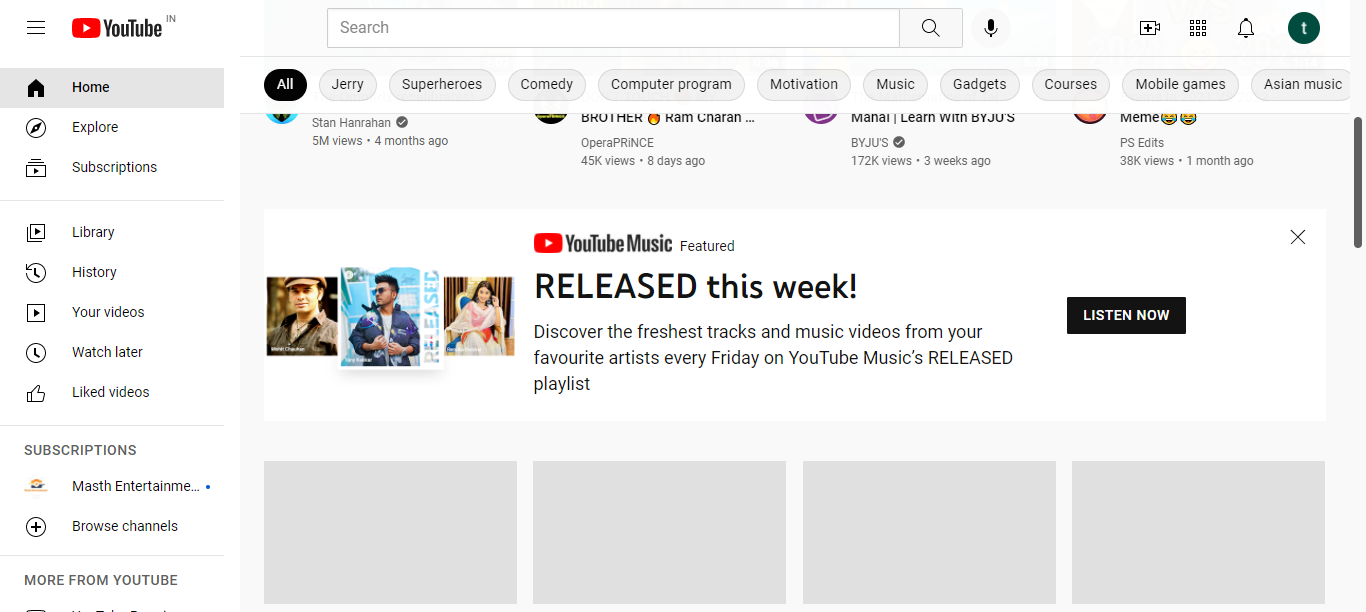 YouTube IN
Search
t
Home
Explore
Subscriptions
Library
History
Your videos
Watch later
Liked videos
SUBSCRIPTIONS
Masth Entertainme...
Browse channels
MORE FROM YOUTUBE
All Jerry Superheroes Comedy Computer program Motivation Music Gadgets Courses Mobile games Asian music
Stan Hanrahan
5M views • 4 months ago
BROTHER 🔥 Ram Charan ...
OperaPRiNCE
45K views • 8 days ago
Mahal | Learn With BYJU'S
BYJU'S
172K views • 3 weeks ago
Meme😂😂
PS Edits
38K views • 1 month ago
YouTube Music Featured
RELEASED this week!
Discover the freshest tracks and music videos from your
favourite artists every Friday on YouTube Music’s RELEASED
playlist
LISTEN NOW
RELEASED
Mohit Chauhan